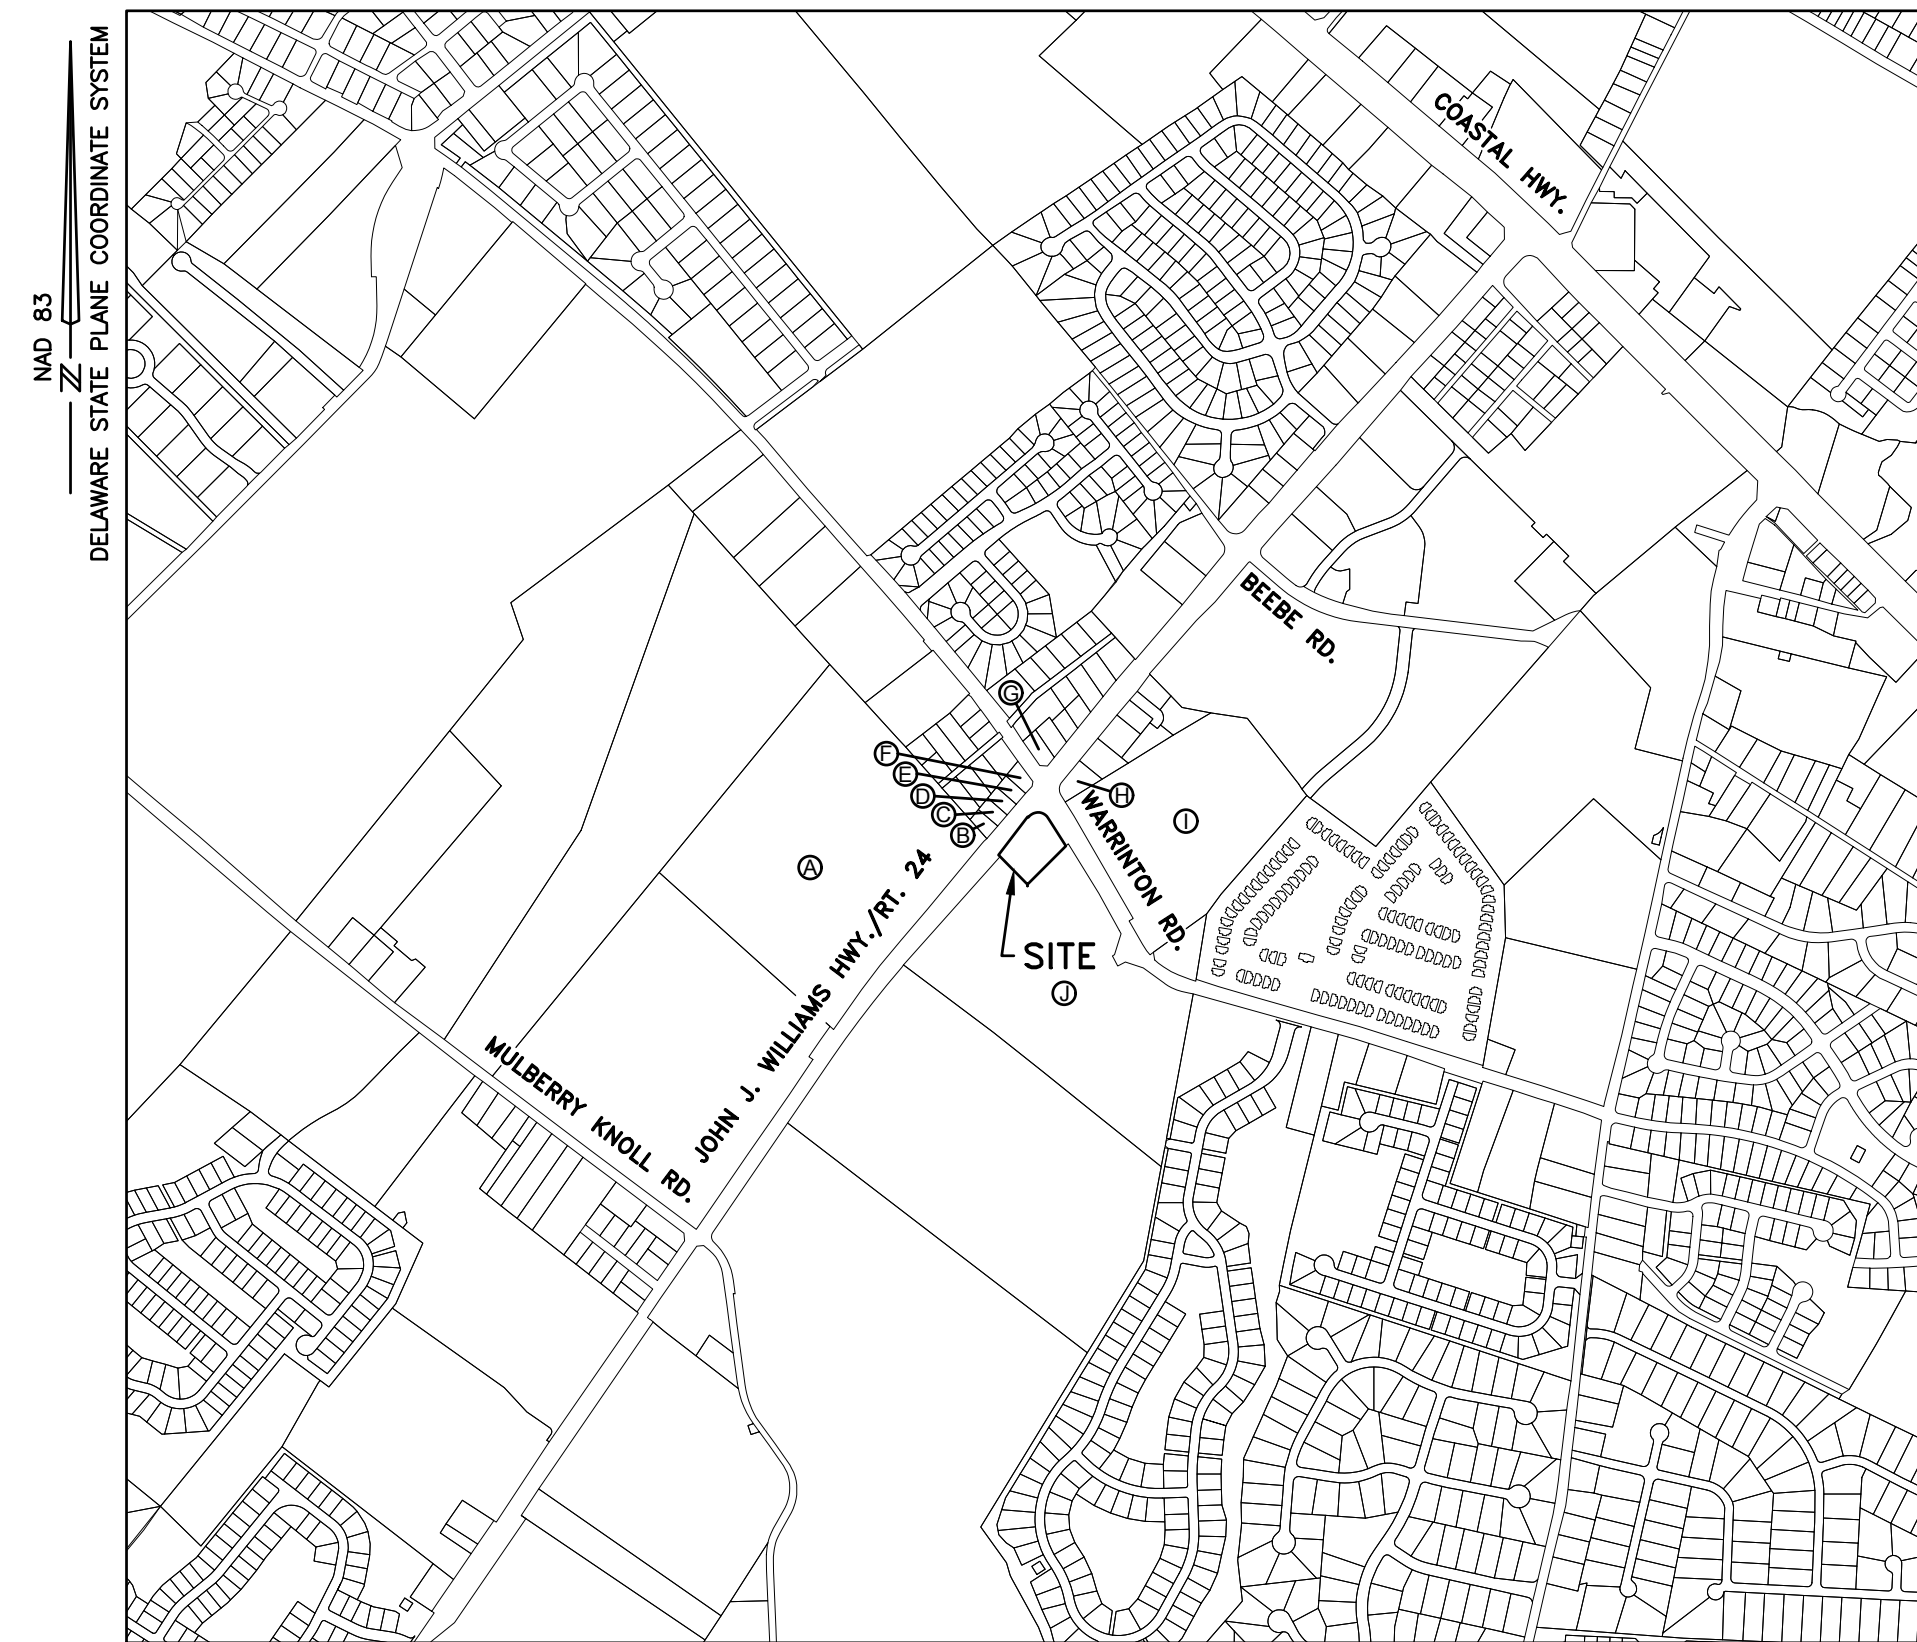 NAD 83
N
DELAWARE STATE PLANE COORDINATE SYSTEM
COASTAL HWY.
BEEBE RD.
G
F
E
D
C
B
H
I
A
WARRINTON RD.
JOHN J. WILLIAMS HWY./RT. 24
SITE
J
MULBERRY KNOLL RD.